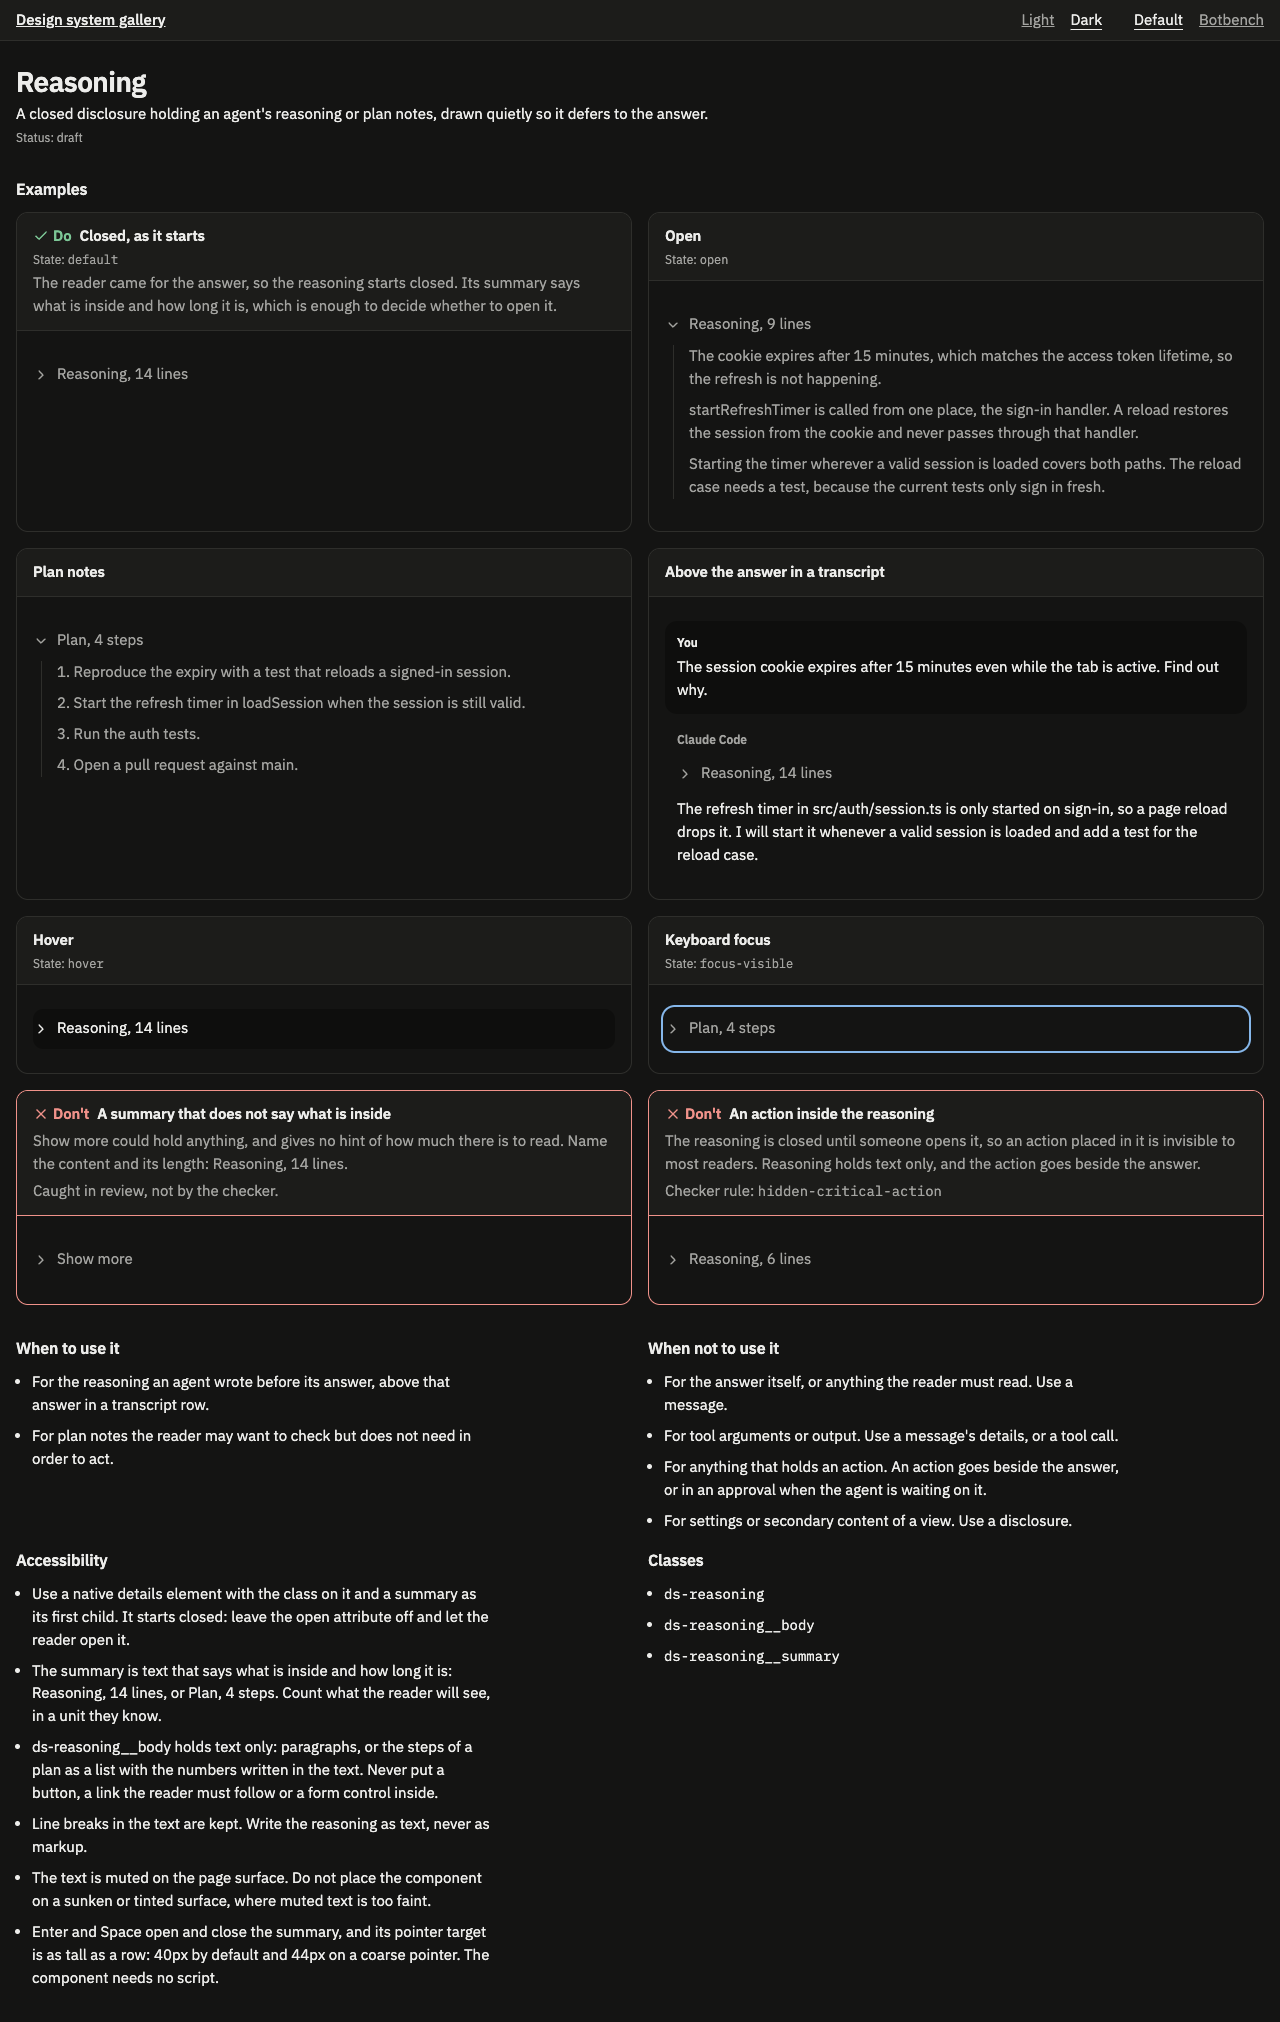 Design system gallery
Light Dark Default Botbench
Reasoning
A closed disclosure holding an agent's reasoning or plan notes, drawn quietly so it defers to the answer.
Status: draft
Examples
Do Closed, as it starts
State: default
The reader came for the answer, so the reasoning starts closed. Its summary says
what is inside and how long it is, which is enough to decide whether to open it.
Reasoning, 14 lines
Open
State: open
Reasoning, 9 lines
The cookie expires after 15 minutes, which matches the access token lifetime, so
the refresh is not happening.
startRefreshTimer is called from one place, the sign-in handler. A reload restores
the session from the cookie and never passes through that handler.
Starting the timer wherever a valid session is loaded covers both paths. The reload
case needs a test, because the current tests only sign in fresh.
Plan notes
Plan, 4 steps
1. Reproduce the expiry with a test that reloads a signed-in session.
2. Start the refresh timer in loadSession when the session is still valid.
3. Run the auth tests.
4. Open a pull request against main.
Above the answer in a transcript
You
The session cookie expires after 15 minutes even while the tab is active. Find out
why.
Claude Code
Reasoning, 14 lines
The refresh timer in src/auth/session.ts is only started on sign-in, so a page reload
drops it. I will start it whenever a valid session is loaded and add a test for the
reload case.
Hover
State: hover
Reasoning, 14 lines
Keyboard focus
State: focus-visible
Plan, 4 steps
Don't A summary that does not say what is inside
Show more could hold anything, and gives no hint of how much there is to read. Name
the content and its length: Reasoning, 14 lines.
Caught in review, not by the checker.
Show more
Don't An action inside the reasoning
The reasoning is closed until someone opens it, so an action placed in it is invisible to
most readers. Reasoning holds text only, and the action goes beside the answer.
Checker rule: hidden-critical-action
Reasoning, 6 lines
When to use it
• For the reasoning an agent wrote before its answer, above that
answer in a transcript row.
• For plan notes the reader may want to check but does not need in
order to act.
When not to use it
• For the answer itself, or anything the reader must read. Use a
message.
• For tool arguments or output. Use a message's details, or a tool call.
• For anything that holds an action. An action goes beside the answer,
or in an approval when the agent is waiting on it.
• For settings or secondary content of a view. Use a disclosure.
Accessibility
• Use a native details element with the class on it and a summary as
its first child. It starts closed: leave the open attribute off and let the
reader open it.
• The summary is text that says what is inside and how long it is:
Reasoning, 14 lines, or Plan, 4 steps. Count what the reader will see,
in a unit they know.
• ds-reasoning__body holds text only: paragraphs, or the steps of a
plan as a list with the numbers written in the text. Never put a
button, a link the reader must follow or a form control inside.
• Line breaks in the text are kept. Write the reasoning as text, never as
markup.
• The text is muted on the page surface. Do not place the component
on a sunken or tinted surface, where muted text is too faint.
• Enter and Space open and close the summary, and its pointer target
is as tall as a row: 40px by default and 44px on a coarse pointer. The
component needs no script.
Classes
• ds-reasoning
• ds-reasoning__body
• ds-reasoning__summary